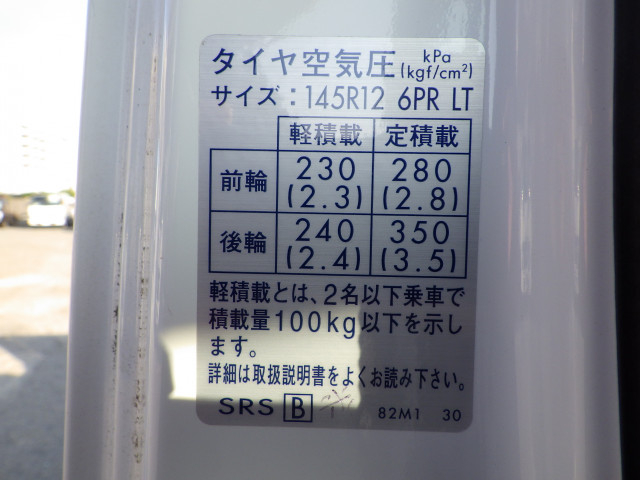 タイヤ空気圧 kPa (kgf/cm²)
サイズ：145R12 6PR LT
軽積載 定積載
前輪 230 (2.3) 280 (2.8)
後輪 240 (2.4) 350 (3.5)
軽積載とは、2名以下乗車で
積載量100kg以下を示し
ます。
詳細は取扱説明書をよくお読み下さい。
SRS B 82M1 30